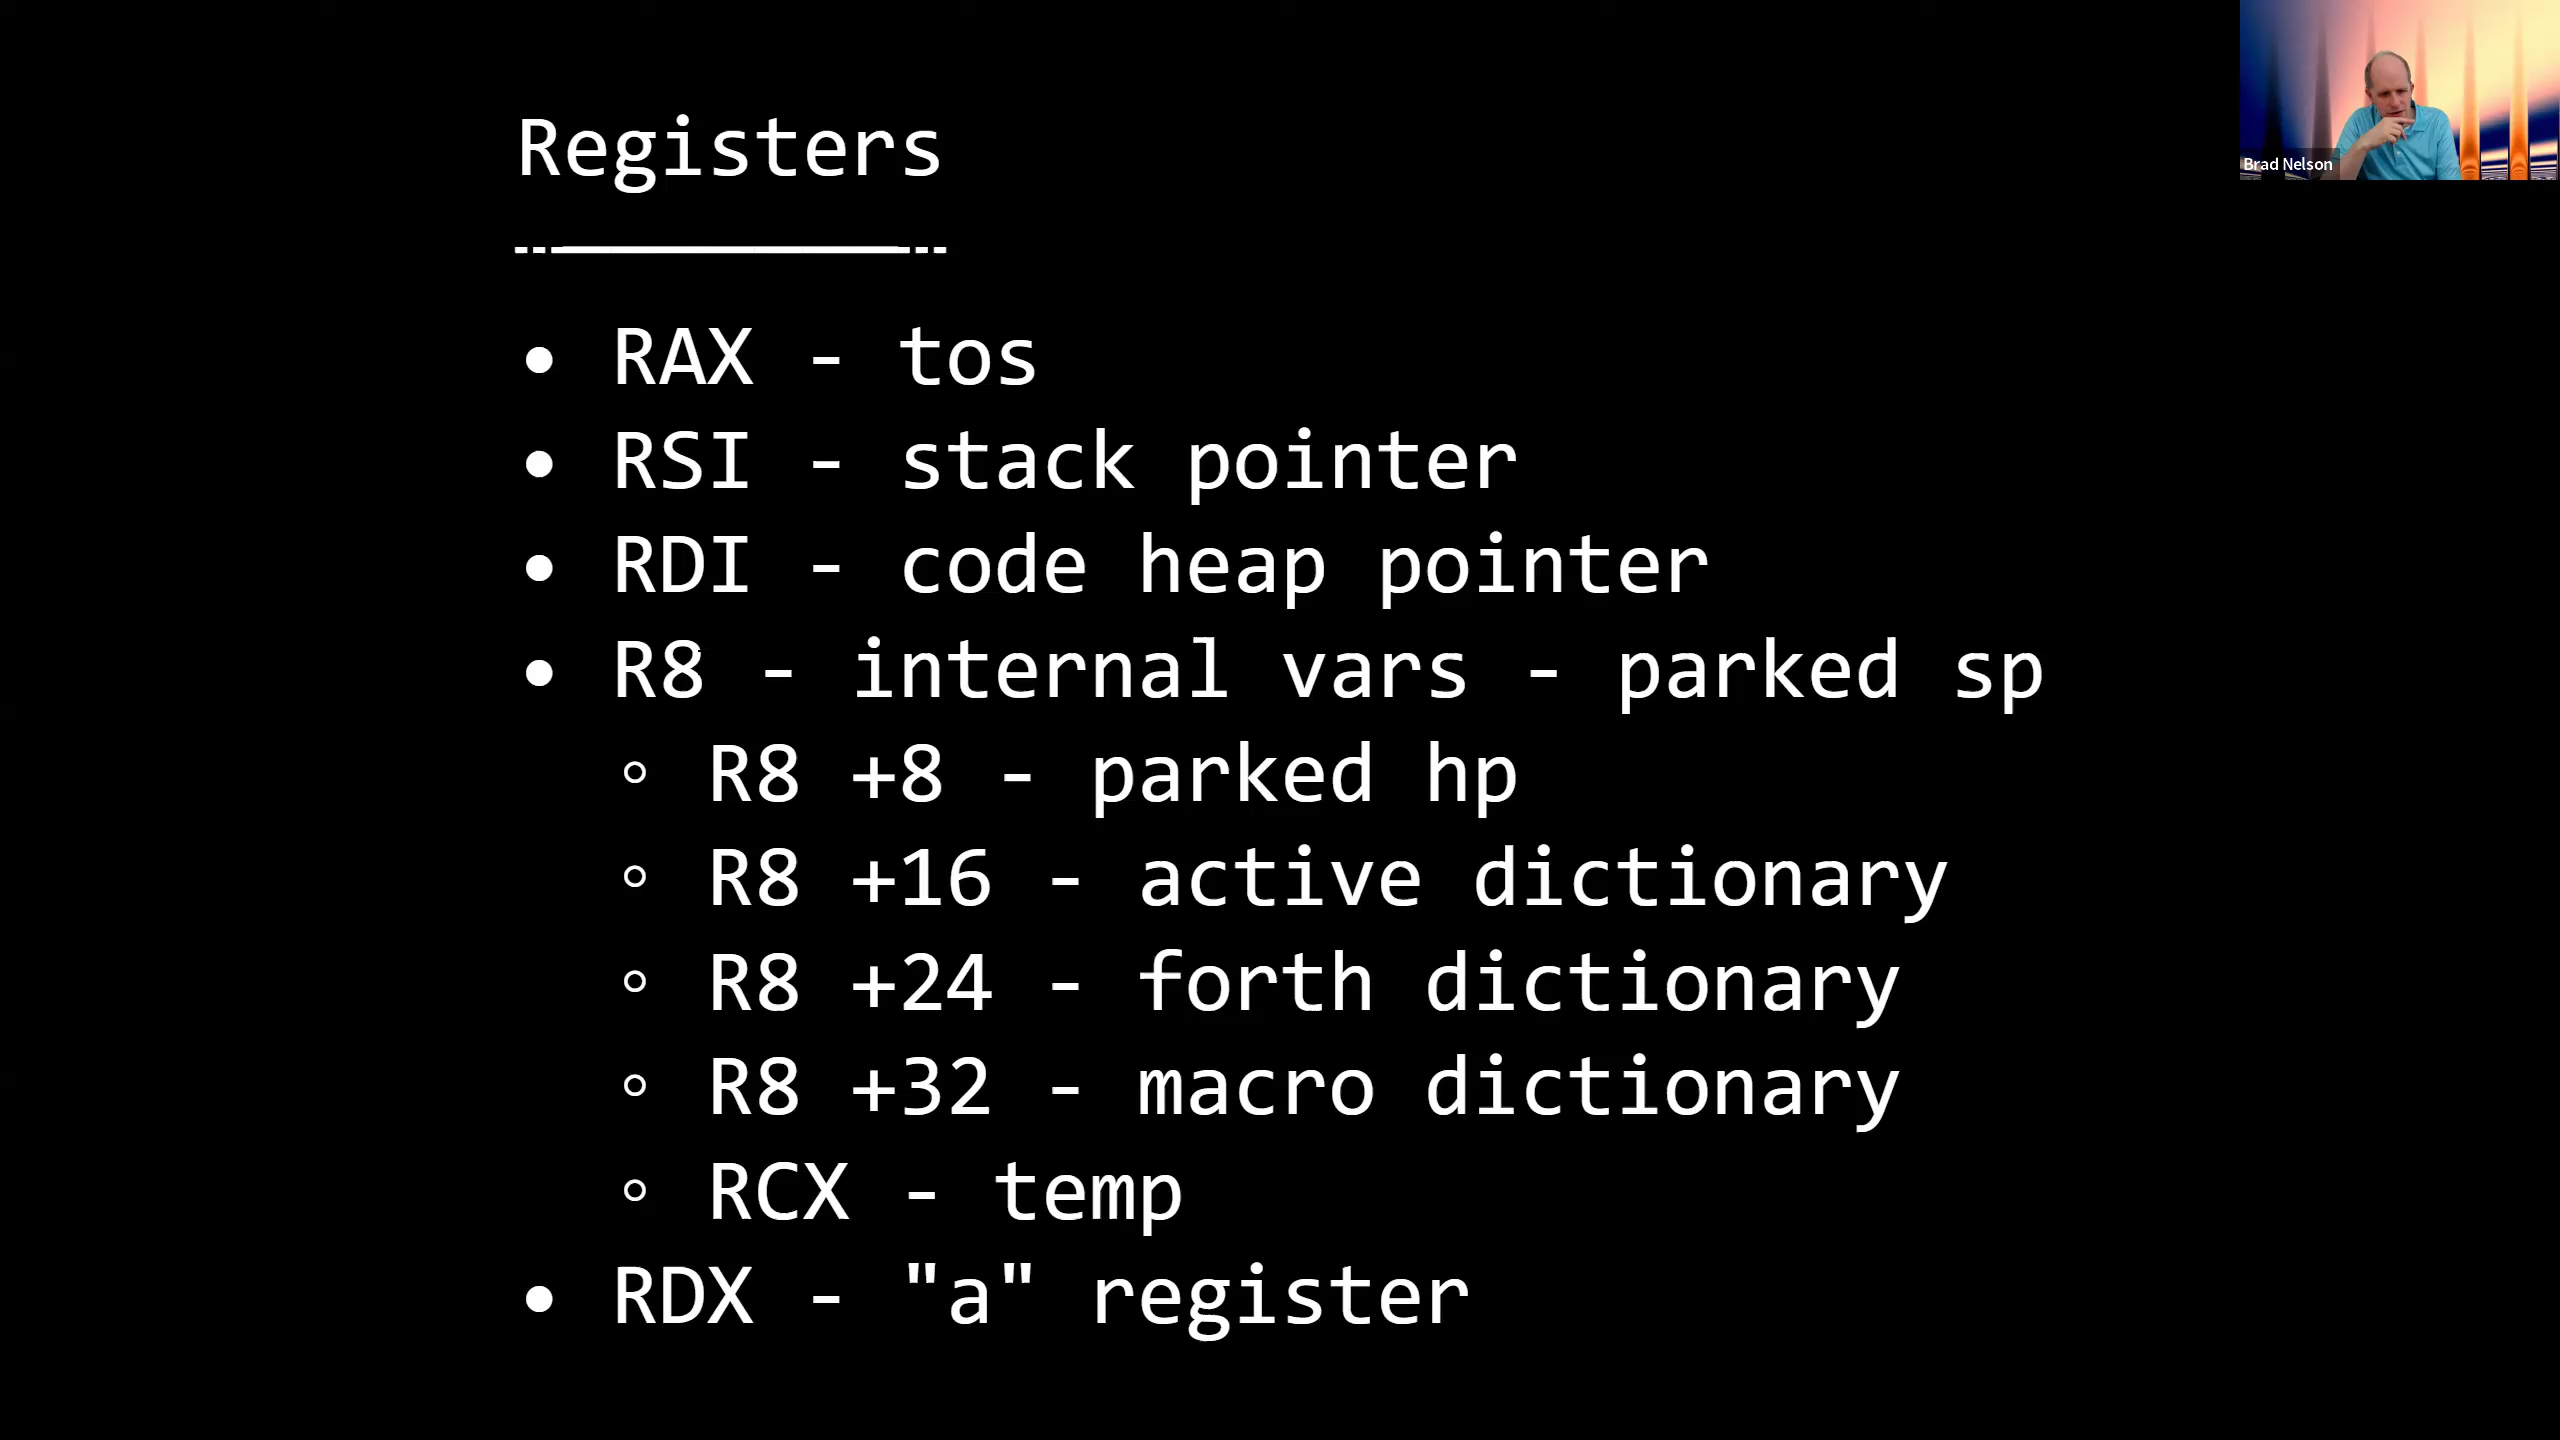 Registers
• RAX - tos
• RSI - stack pointer
• RDI - code heap pointer
• R8 - internal vars - parked sp
◦ R8 +8 - parked hp
◦ R8 +16 - active dictionary
◦ R8 +24 - forth dictionary
◦ R8 +32 - macro dictionary
◦ RCX - temp
• RDX - "a" register
Brad Nelson